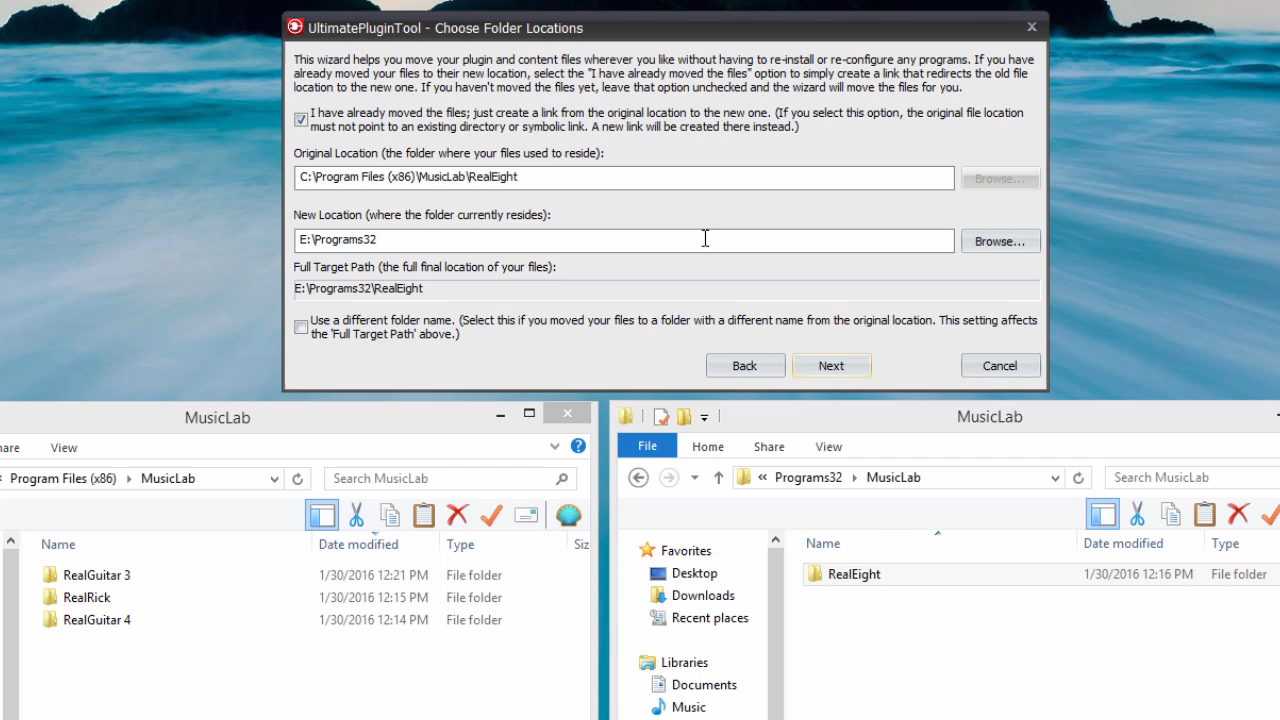 UltimatePluginTool - Choose Folder Locations
This wizard helps you move your plugin and content files wherever you like without having to re-install or re-configure any programs. If you have
already moved your files to their new location, select the "I have already moved the files" option to simply create a link that redirects the old file
location to the new one. If you haven't moved the files yet, leave that option unchecked and the wizard will move the files for you.
I have already moved the files; just create a link from the original location to the new one. (If you select this option, the original file location
must not point to an existing directory or symbolic link. A new link will be created there instead.)
Original Location (the folder where your files used to reside):
C:\Program Files (x86)\MusicLab\RealEight
Browse...
New Location (where the folder currently resides):
E:\Programs32
Browse...
Full Target Path (the full final location of your files):
E:\Programs32\RealEight
Use a different folder name. (Select this if you moved your files to a folder with a different name from the original location. This setting affects
the 'Full Target Path' above.)
Back Next Cancel
MusicLab
hare View
« Program Files (x86) MusicLab Search MusicLab
Name Date modified Type Siz
RealGuitar 3 1/30/2016 12:21 PM File folder
RealRick 1/30/2016 12:15 PM File folder
RealGuitar 4 1/30/2016 12:14 PM File folder
MusicLab
File Home Share View
« Programs32 MusicLab Search MusicLab
Name Date modified Type
Favorites
Desktop
Downloads
Recent places
Libraries
Documents
Music
RealEight 1/30/2016 12:16 PM File folder